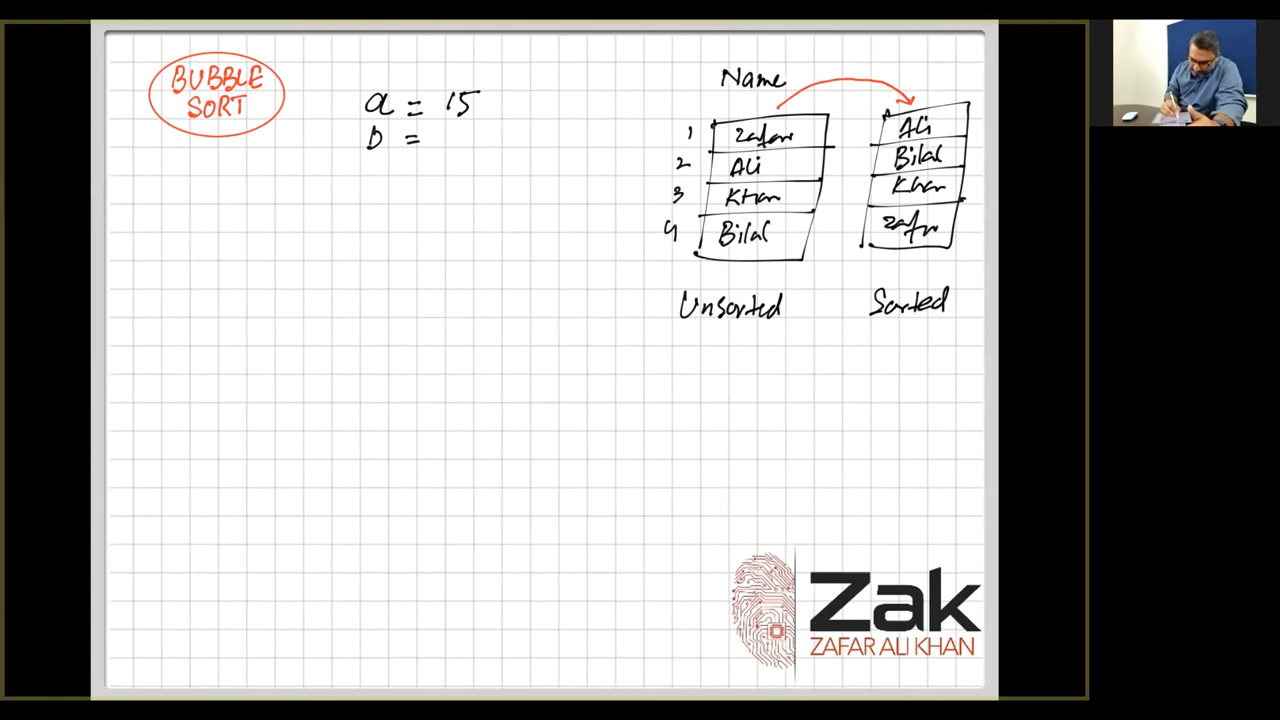 BUBBLE
SORT
a = 15
b =
Name
1 Zafar
2 Ali
3 Khan
4 Bilal
Unsorted
Ali
Bilal
Khan
Zafar
Sorted
Zak
ZAFAR ALI KHAN